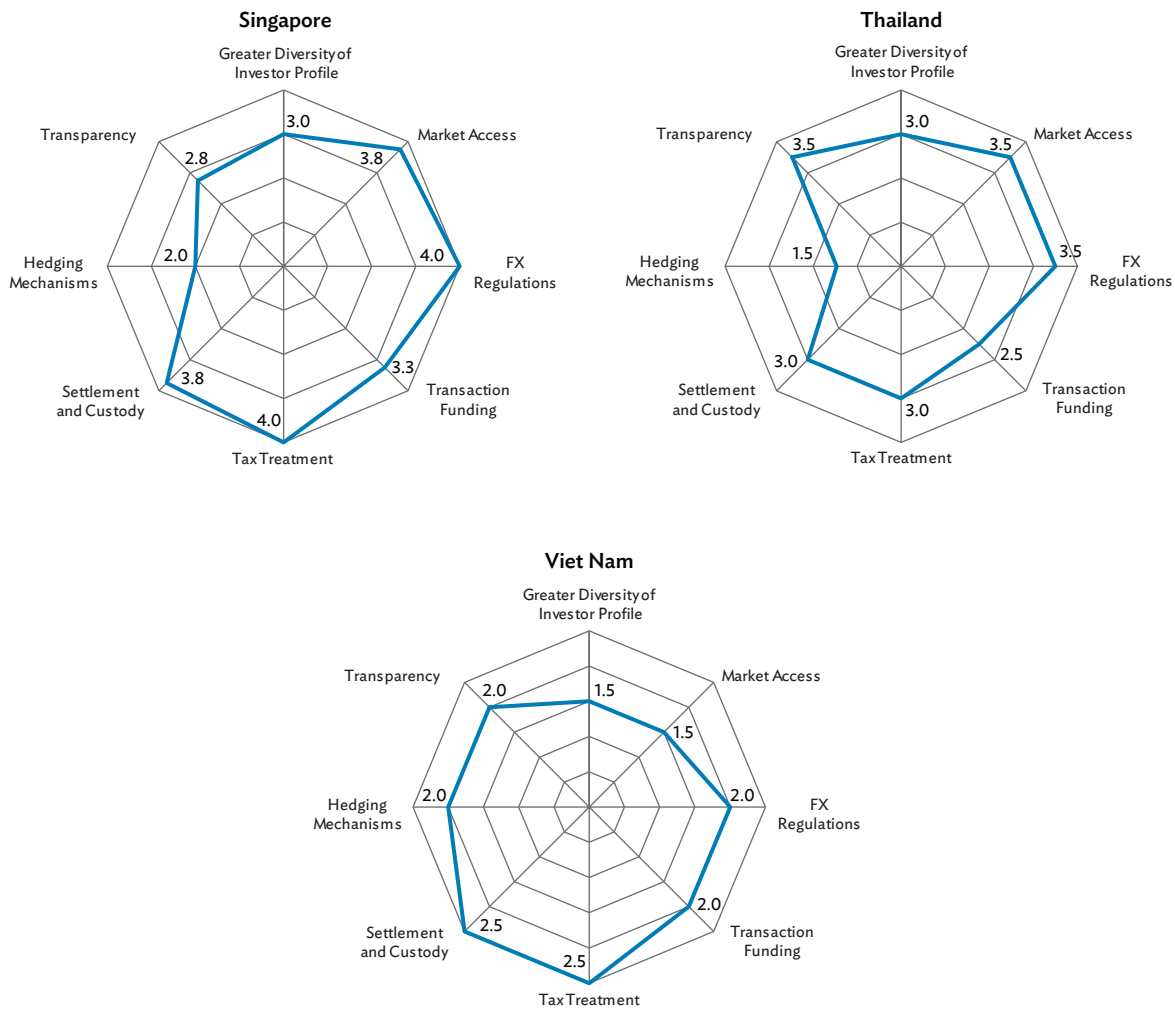 Singapore
Greater Diversity of
Investor Profile
Transparency
3.0
Market Access
2.8
3.8
Hedging
Mechanisms
2.0
4.0
FX
Regulations
3.8
3.3
Settlement
and Custody
4.0
Transaction
Funding
Tax Treatment
Thailand
Greater Diversity of
Investor Profile
Transparency
3.0
Market Access
3.5
3.5
Hedging
Mechanisms
1.5
3.5
FX
Regulations
3.0
2.5
Settlement
and Custody
3.0
Transaction
Funding
Tax Treatment
Viet Nam
Greater Diversity of
Investor Profile
Transparency
2.0
1.5
Market Access
1.5
Hedging
Mechanisms
2.0
2.0
FX
Regulations
2.0
Settlement
and Custody
2.5
2.5
Transaction
Funding
Tax Treatment